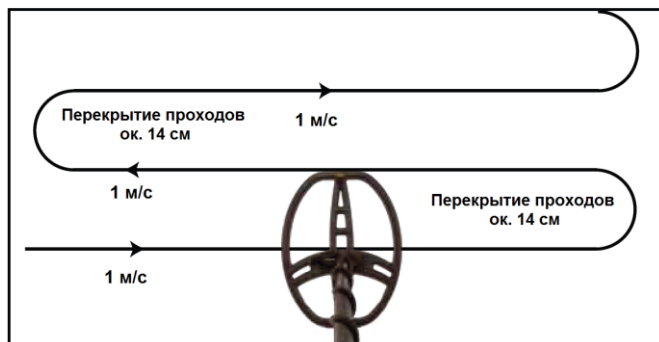 Перекрытие проходов
ок. 14 см
1 м/с
1 м/с
Перекрытие проходов
ок. 14 см
1 м/с